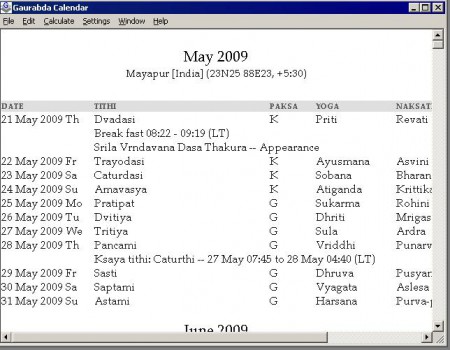 Gaurabda Calendar
File Edit Calculate Settings Window Help
May 2009
Mayapur [India] (23N25 88E23, +5:30)
DATE TITHI PAKSA YOGA NAKSAT
21 May 2009 Th Dvadasi K Priti Revati
Break fast 08:22 - 09:19 (LT)
Srila Vrndavana Dasa Thakura -- Appearance
22 May 2009 Fr Trayodasi K Ayusmana Asvini
23 May 2009 Sa Caturdasi K Sobana Bharan
24 May 2009 Su Amavasya K Atiganda Krittika
25 May 2009 Mo Pratipat G Sukarma Rohini
26 May 2009 Tu Dvitiya G Dhriti Mrigas
27 May 2009 We Tritiya G Sula Ardra
28 May 2009 Th Pancami G Vriddhi Punarv
Ksaya tithi: Caturthi -- 27 May 07:45 to 28 May 04:40 (LT)
29 May 2009 Fr Sasti G Dhruva Pusyam
30 May 2009 Sa Saptami G Vyagata Aslesa
31 May 2009 Su Astami G Harsana Purva-p
June 2009